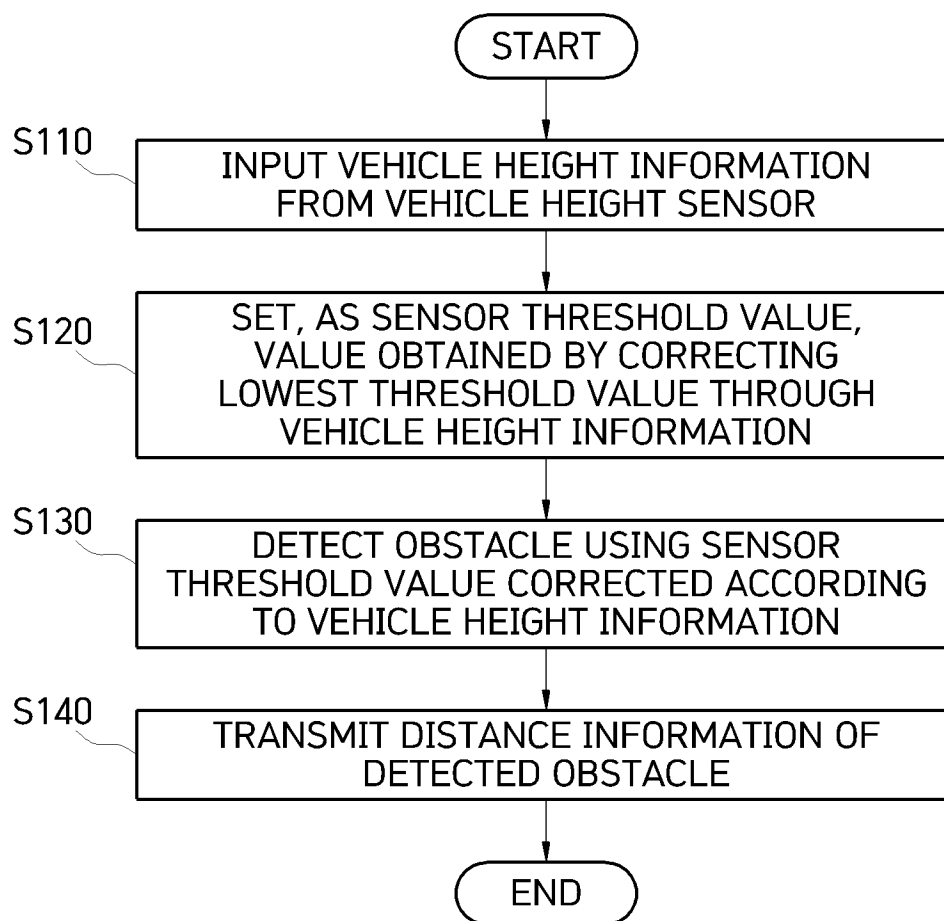 START
S110
INPUT VEHICLE HEIGHT INFORMATION
FROM VEHICLE HEIGHT SENSOR
S120
SET, AS SENSOR THRESHOLD VALUE,
VALUE OBTAINED BY CORRECTING
LOWEST THRESHOLD VALUE THROUGH
VEHICLE HEIGHT INFORMATION
S130
DETECT OBSTACLE USING SENSOR
THRESHOLD VALUE CORRECTED ACCORDING
TO VEHICLE HEIGHT INFORMATION
S140
TRANSMIT DISTANCE INFORMATION OF
DETECTED OBSTACLE
END